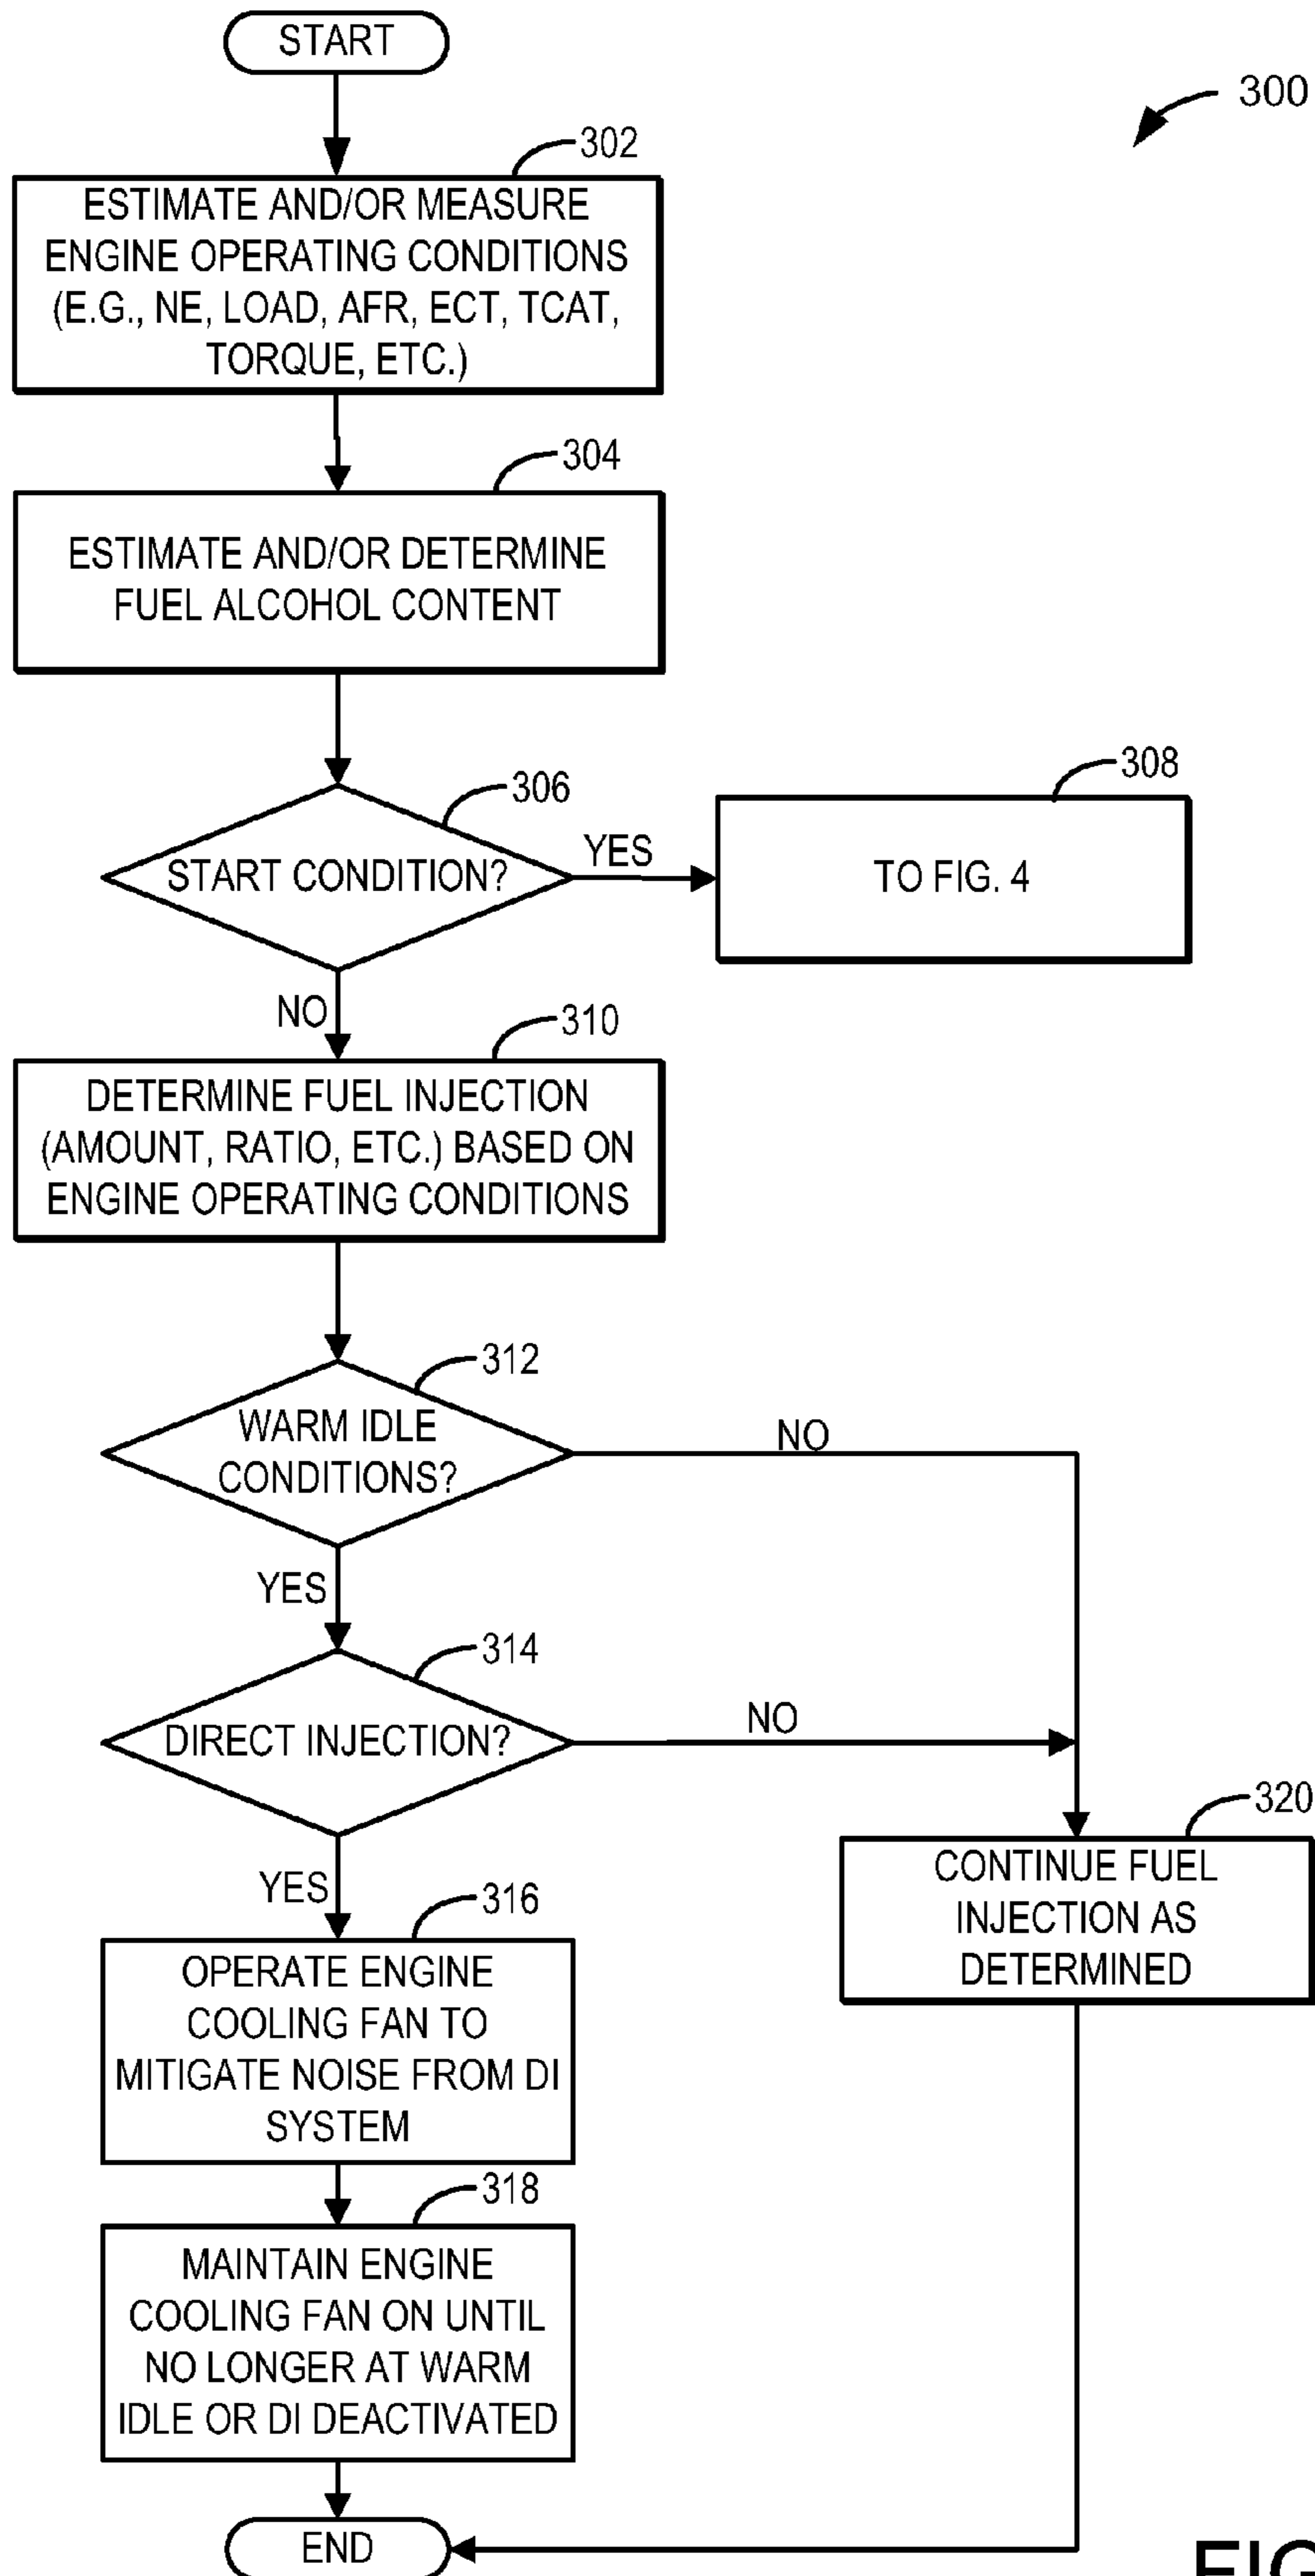 START
300
302
ESTIMATE AND/OR MEASURE
ENGINE OPERATING CONDITIONS
(E.G., NE, LOAD, AFR, ECT, TCAT,
TORQUE, ETC.)
304
ESTIMATE AND/OR DETERMINE
FUEL ALCOHOL CONTENT
306
START CONDITION?
YES
308
TO FIG. 4
NO
310
DETERMINE FUEL INJECTION
(AMOUNT, RATIO, ETC.) BASED ON
ENGINE OPERATING CONDITIONS
312
WARM IDLE
CONDITIONS?
NO
YES
314
DIRECT INJECTION?
NO
YES
316
OPERATE ENGINE
COOLING FAN TO
MITIGATE NOISE FROM DI
SYSTEM
320
CONTINUE FUEL
INJECTION AS
DETERMINED
318
MAINTAIN ENGINE
COOLING FAN ON UNTIL
NO LONGER AT WARM
IDLE OR DI DEACTIVATED
END